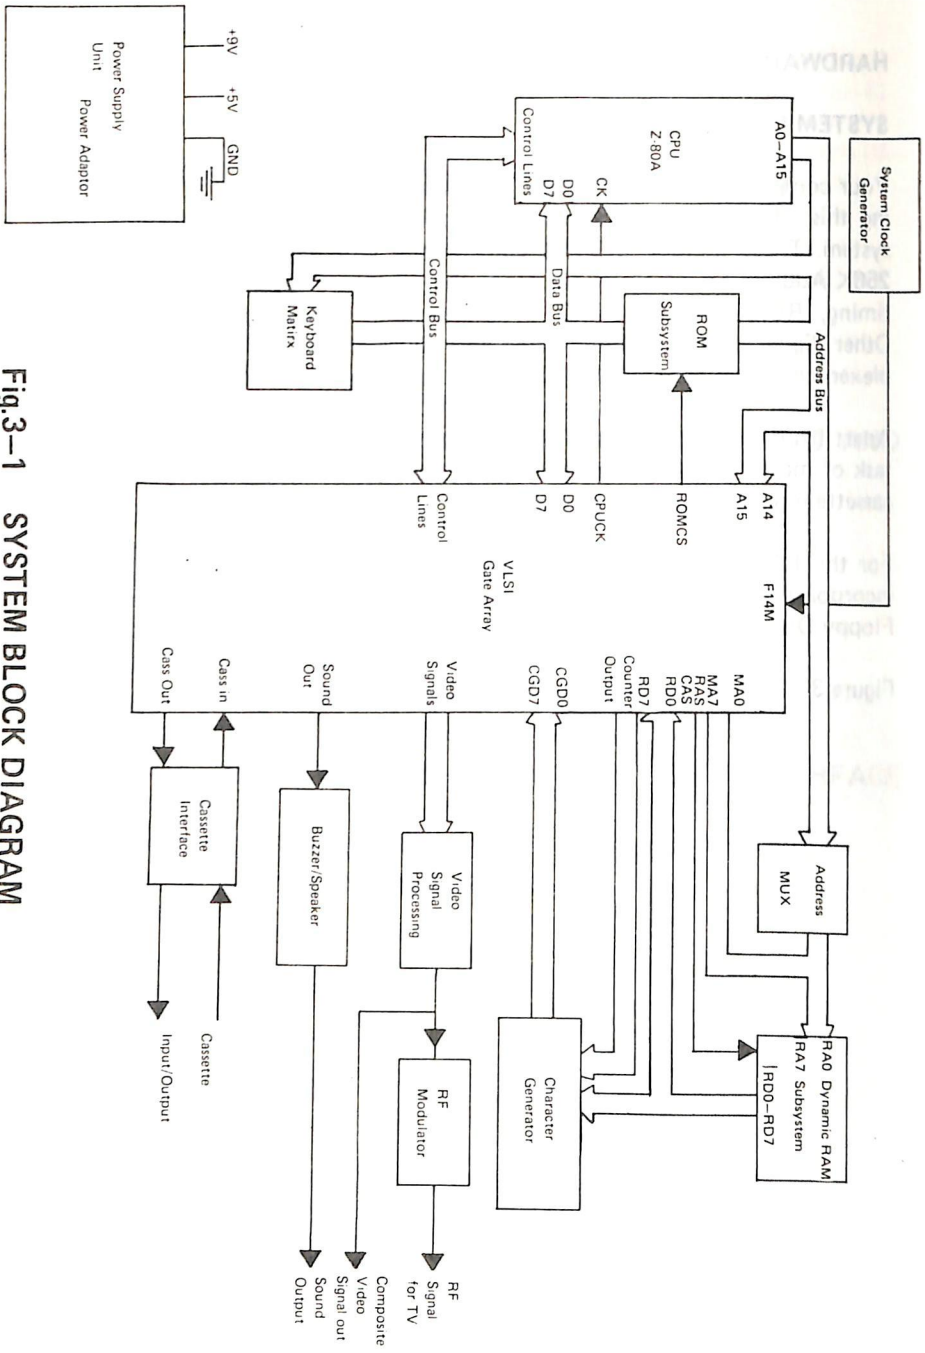 System Clock
Generator
A0-A15
CPU
Z-80A
CK
D0
D7
Control Lines
+9V
+5V
GND
Power Supply
Unit
Power Adaptor
Address Bus
ROM
Subsystem
Data Bus
Control Bus
Keyboard
Matirx
A14
A15
F14M
ROMCS
CPUCK
D0
D7
Control
Lines
VLSI
Gate Array
MA0
MA7
RAS
CAS
RD0
RD7
Counter
Output
CGD0
CGD7
Video
Signals
Sound
Out
Cass in
Cass Out
Address
MUX
RA0 Dynamic RAM
RA7 Subsystem
RD0-RD7
Character
Generator
Video
Signal
Processing
RF
Modulator
Buzzer/Speaker
Cassette
Interface
Cassette
Input/Output
RF
Signal
for TV
Composite
Video
Signal out
Sound
Output
Fig.3-1 SYSTEM BLOCK DIAGRAM